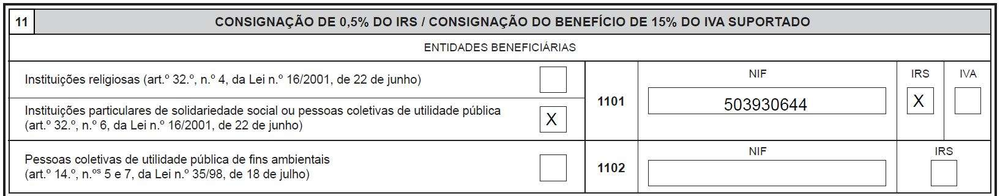 11 CONSIGNAÇÃO DE 0,5% DO IRS / CONSIGNAÇÃO DO BENEFÍCIO DE 15% DO IVA SUPORTADO
ENTIDADES BENEFICIÁRIAS
Instituições religiosas (art.º 32.º, n.º 4, da Lei n.º 16/2001, de 22 de junho)
Instituições particulares de solidariedade social ou pessoas coletivas de utilidade pública
(art.º 32.º, n.º 6, da Lei n.º 16/2001, de 22 de junho)
X
1101
NIF
503930644
IRS
X
IVA
Pessoas coletivas de utilidade pública de fins ambientais
(art.º 14.º, n.ºs 5 e 7, da Lei n.º 35/98, de 18 de julho)
1102
NIF
IRS